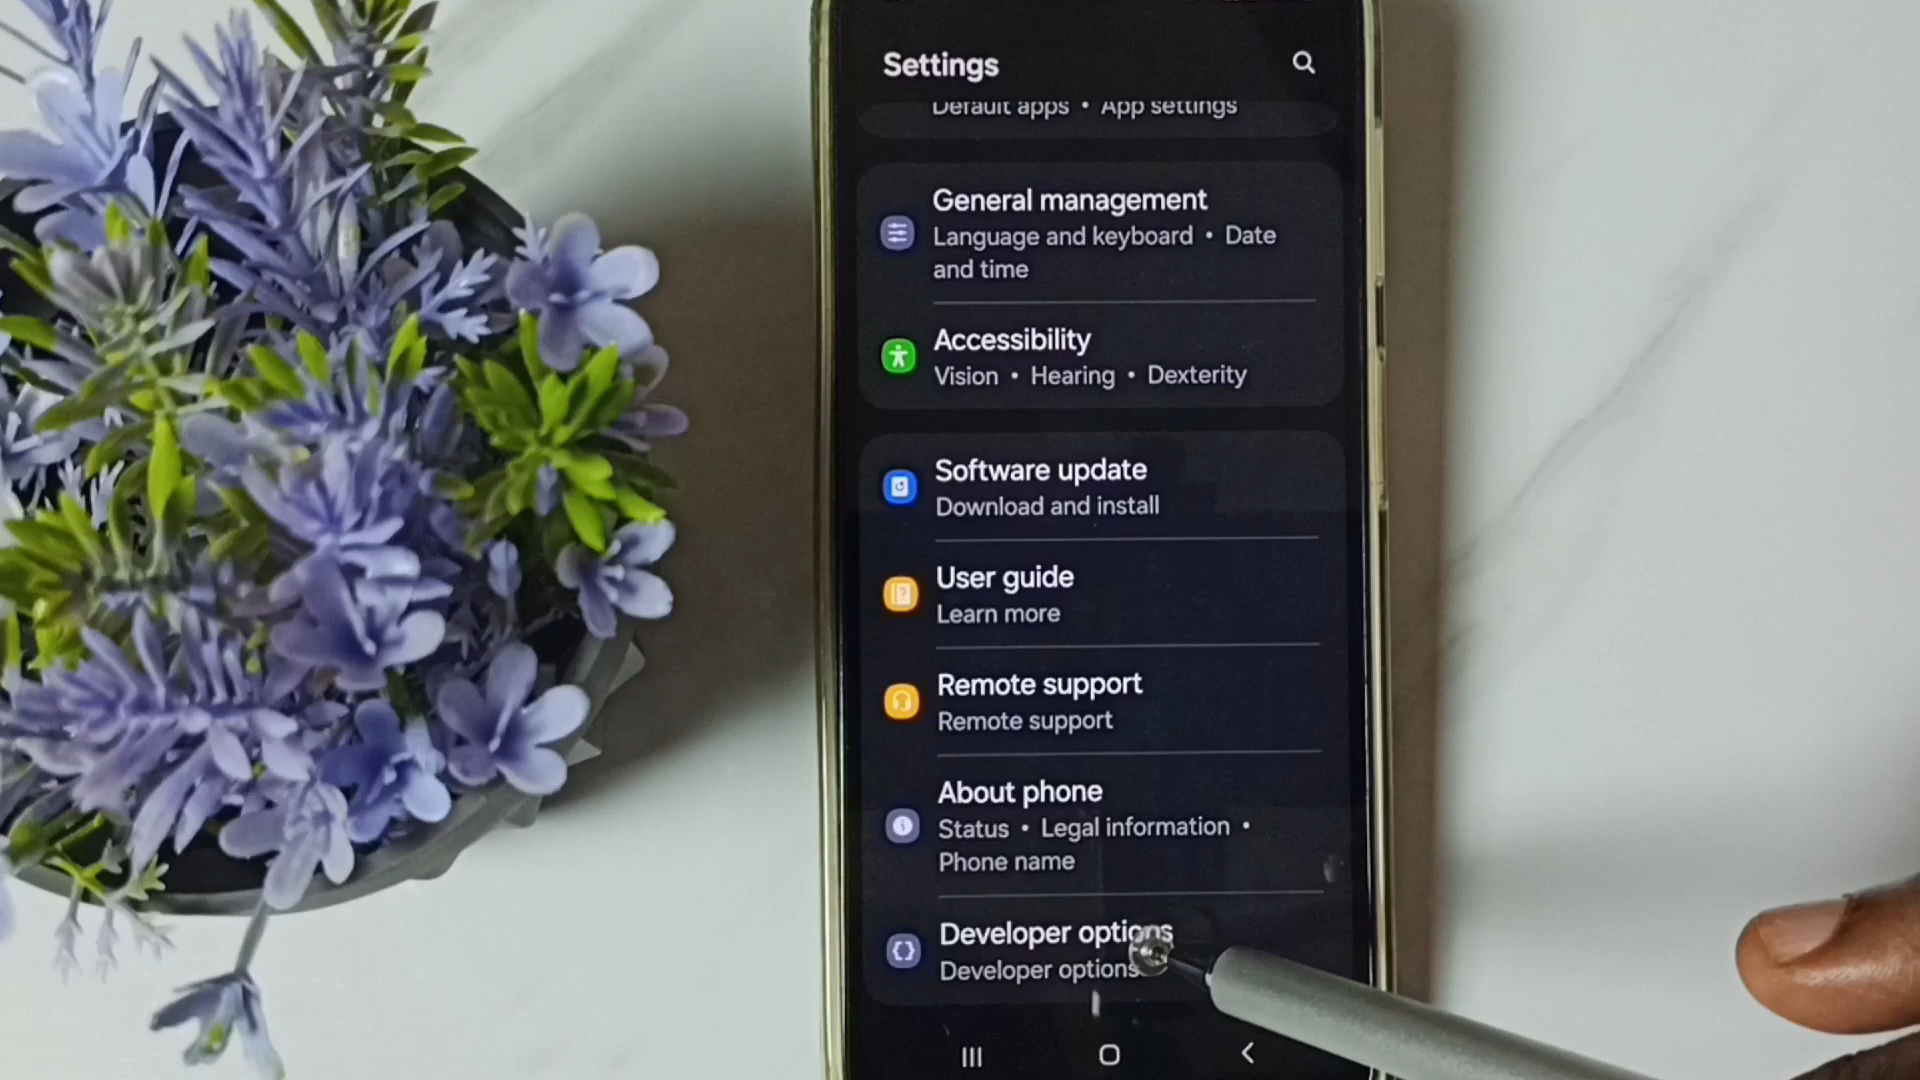 Settings
Default apps • App settings
General management
Language and keyboard • Date
and time
Accessibility
Vision • Hearing • Dexterity
Software update
Download and install
User guide
Learn more
Remote support
Remote support
About phone
Status • Legal information •
Phone name
Developer options
Developer options